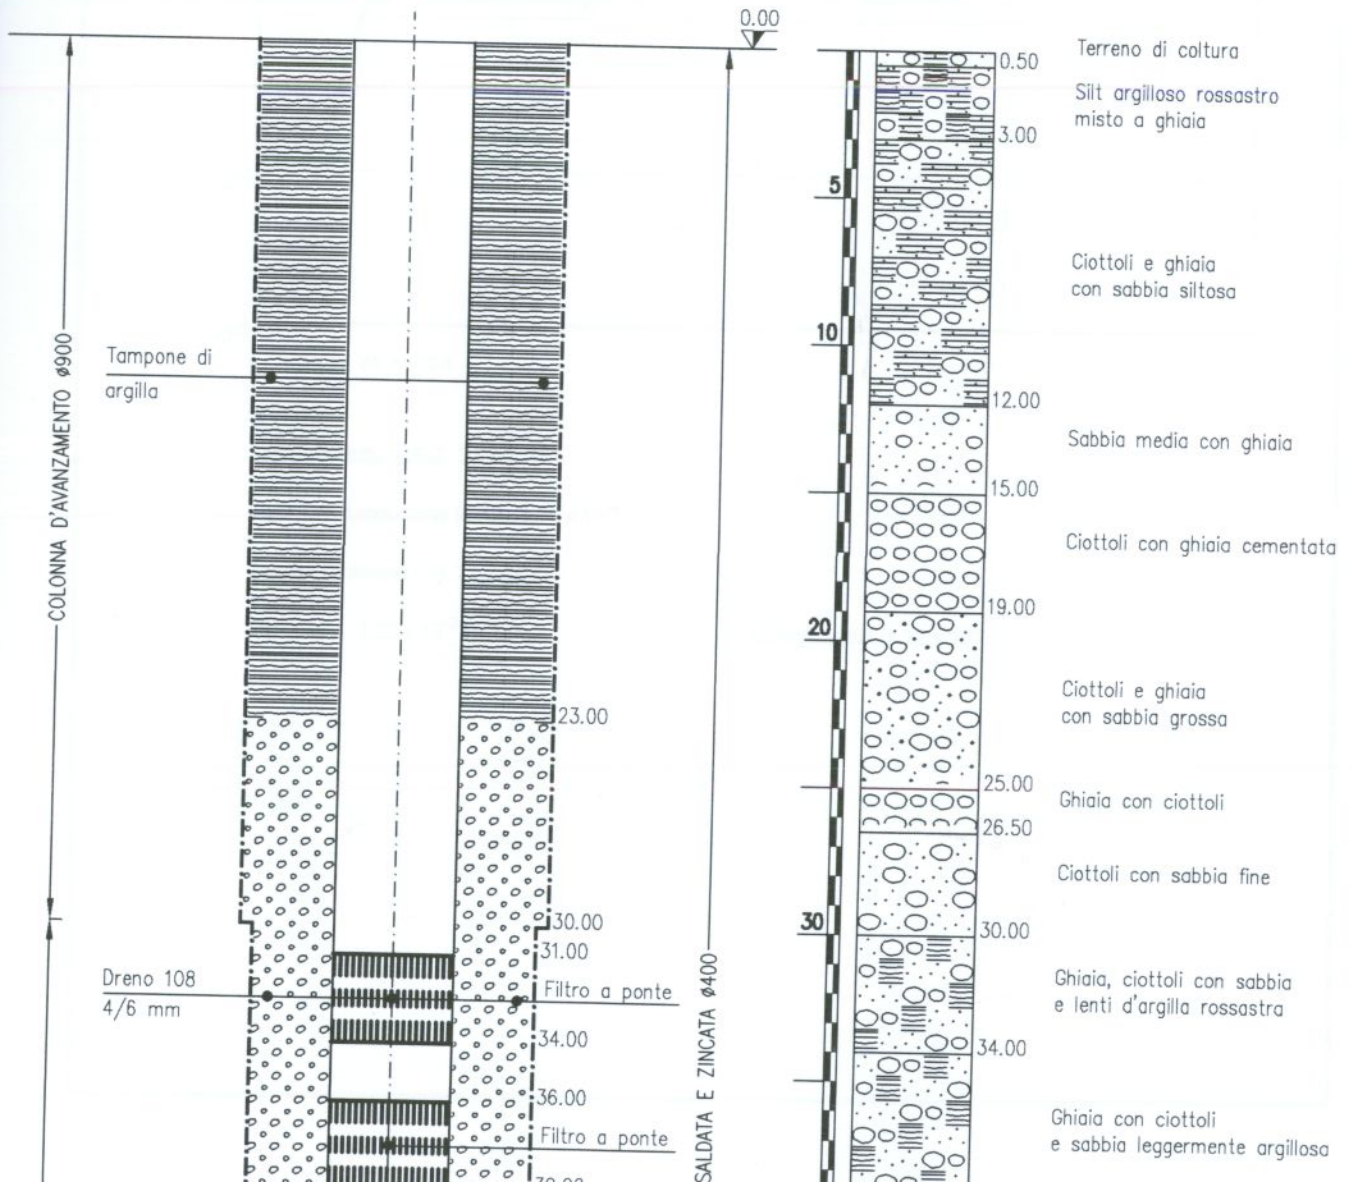 0.00
Terreno di coltura
0.50
Silt argilloso rossastro
misto a ghiaia
3.00
5
Ciottoli e ghiaia
con sabbia siltosa
10
COLONNA D'AVANZAMENTO ø900
Tampone di
argilla
12.00
Sabbia media con ghiaia
15.00
Ciottoli con ghiaia cementata
19.00
20
Ciottoli e ghiaia
con sabbia grossa
23.00
25.00
Ghiaia con ciottoli
26.50
Ciottoli con sabbia fine
30
30.00
30.00
31.00
Dreno 108
4/6 mm
Filtro a ponte
SALDATA E ZINCATA ø400
Ghiaia, ciottoli con sabbia
e lenti d'argilla rossastra
34.00
34.00
36.00
Filtro a ponte
Ghiaia con ciottoli
e sabbia leggermente argillosa